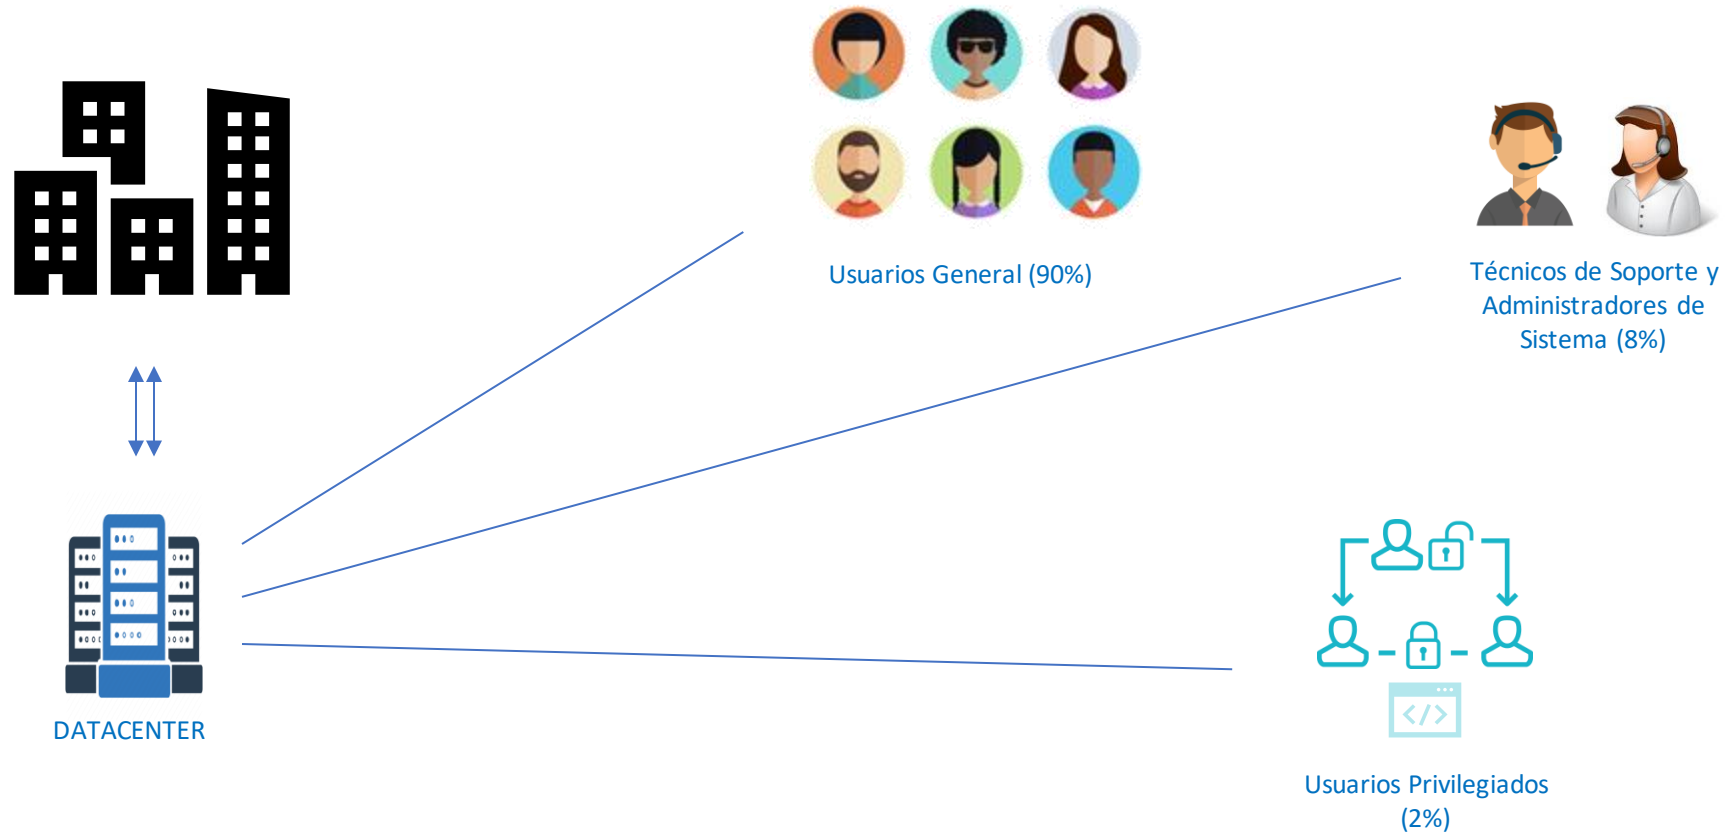 Usuarios General (90%)
Técnicos de Soporte y
Administradores de
Sistema (8%)
DATACENTER
</>
Usuarios Privilegiados
(2%)